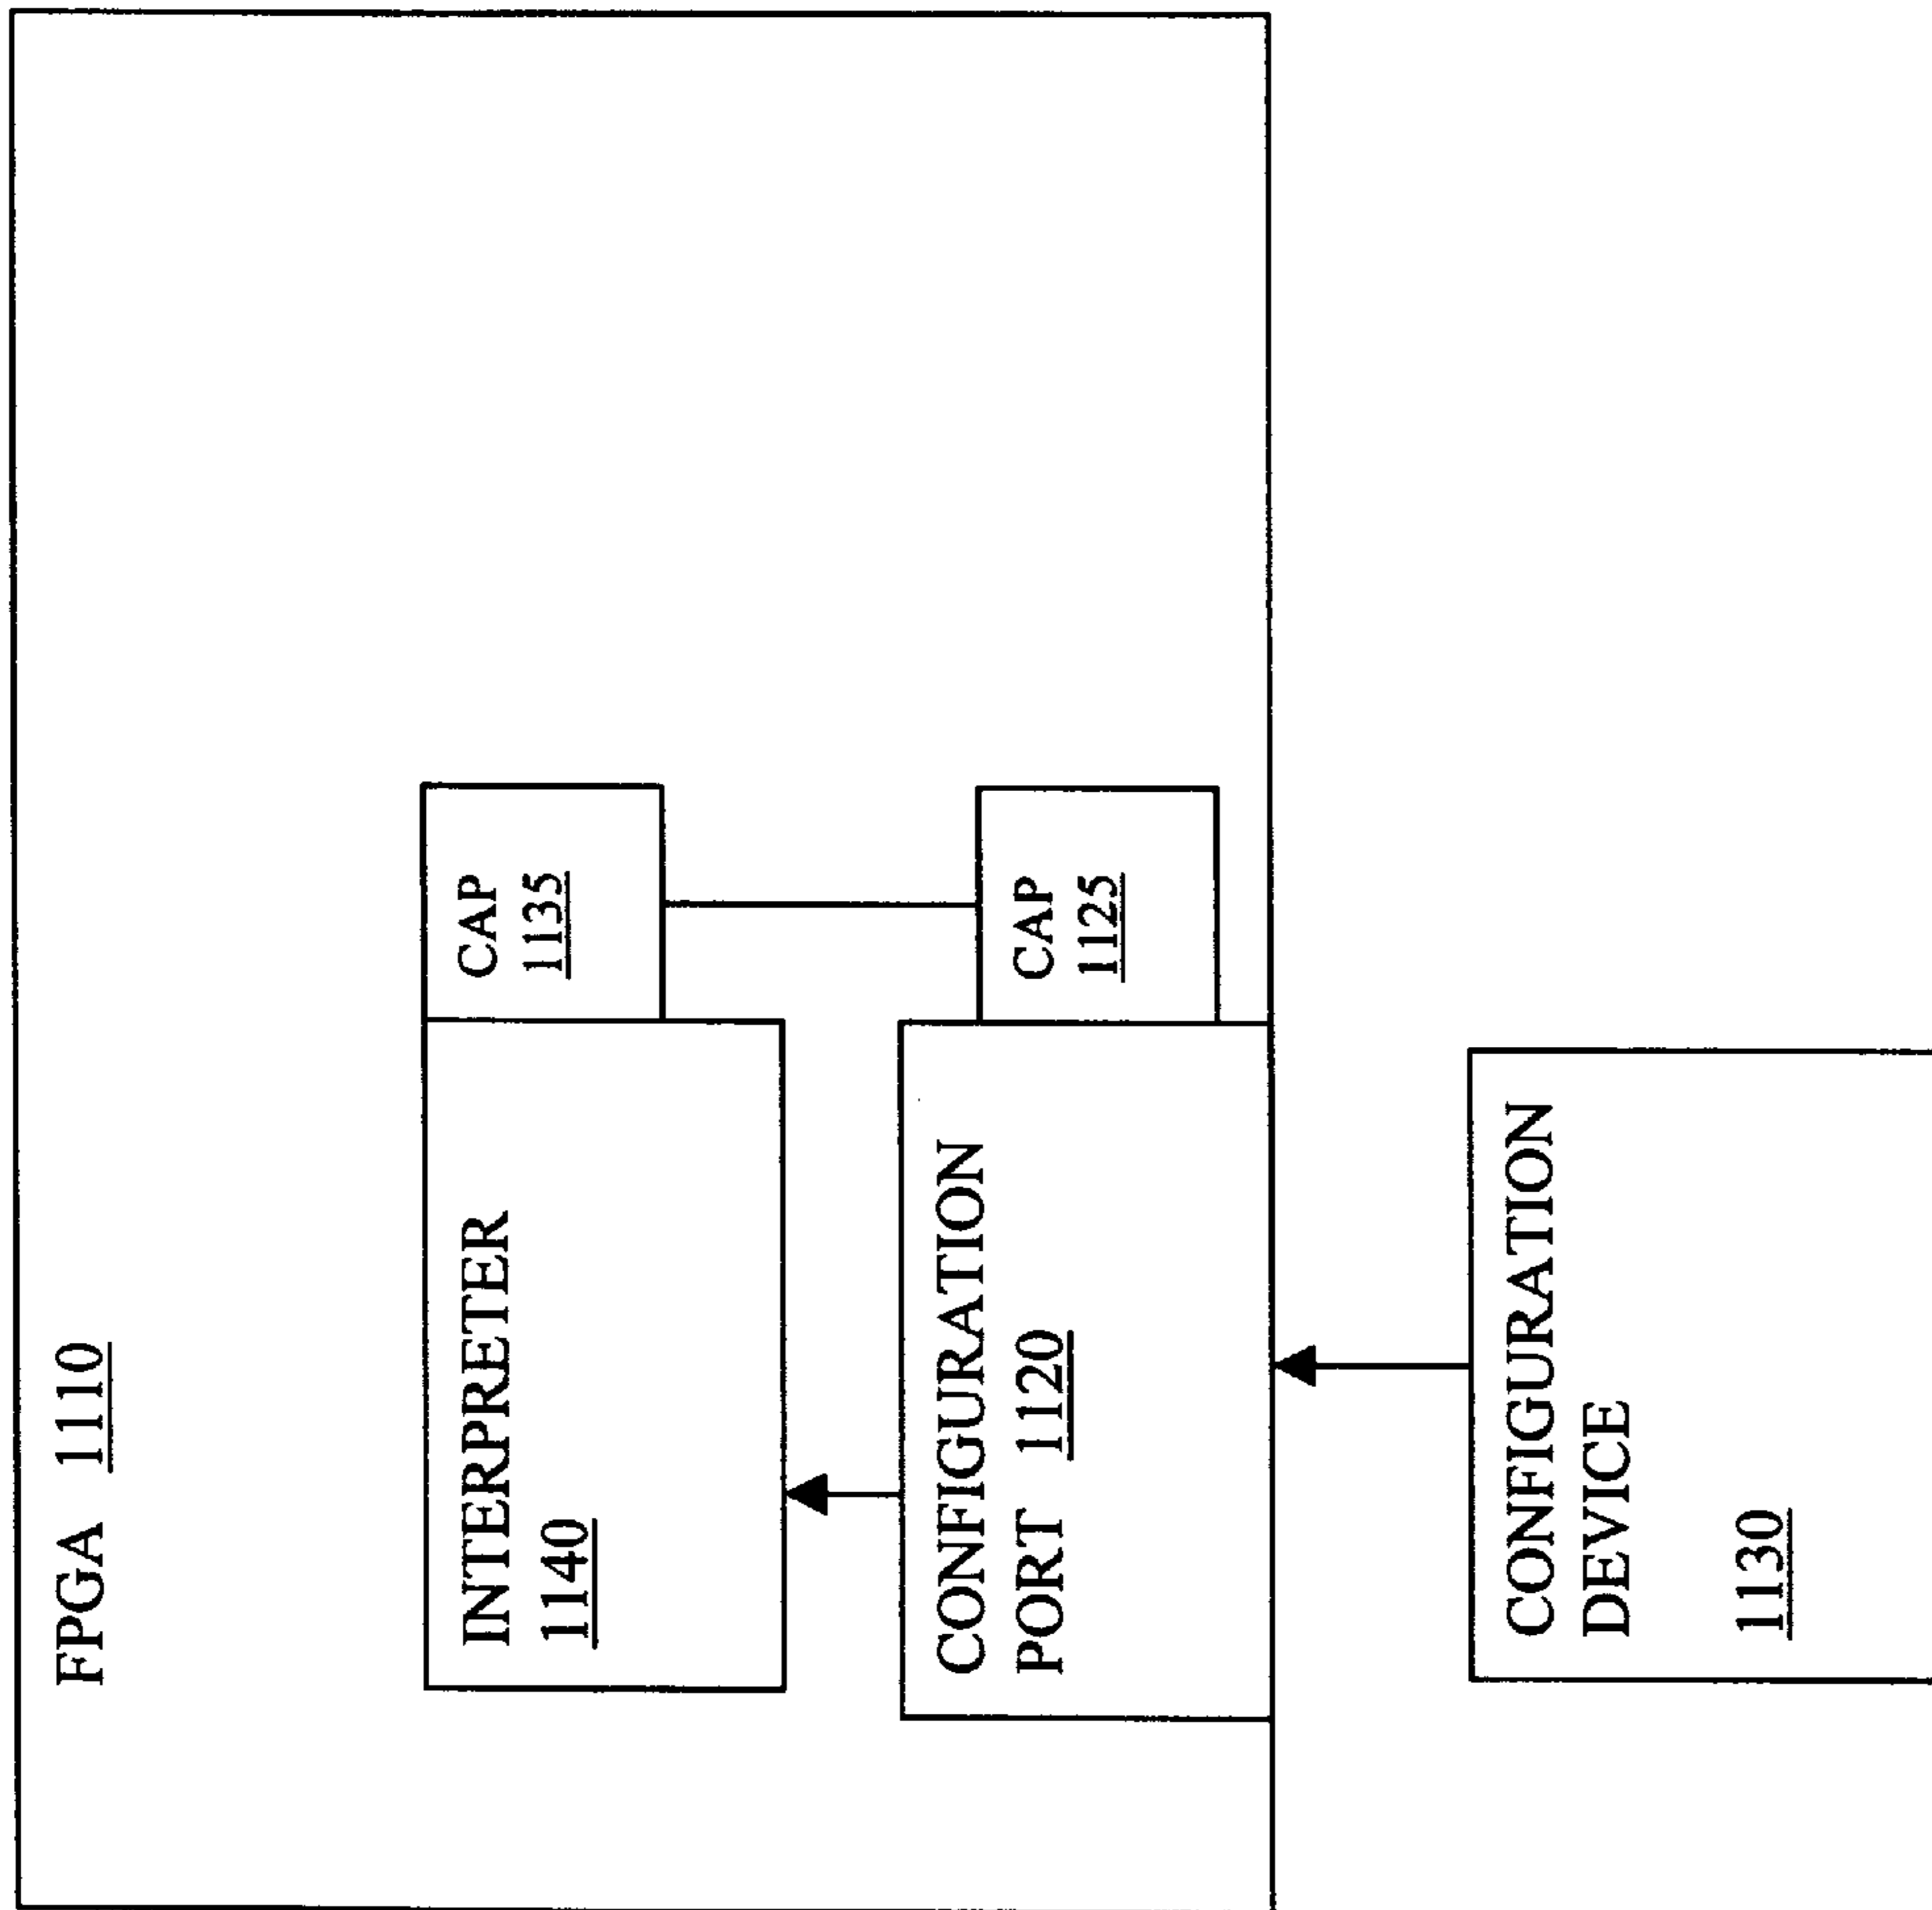 FPGA 1110
INTERPRETER
1140
CAP
1135
CONFIGURATION
PORT 1120
CAP
1125
CONFIGURATION
DEVICE
1130